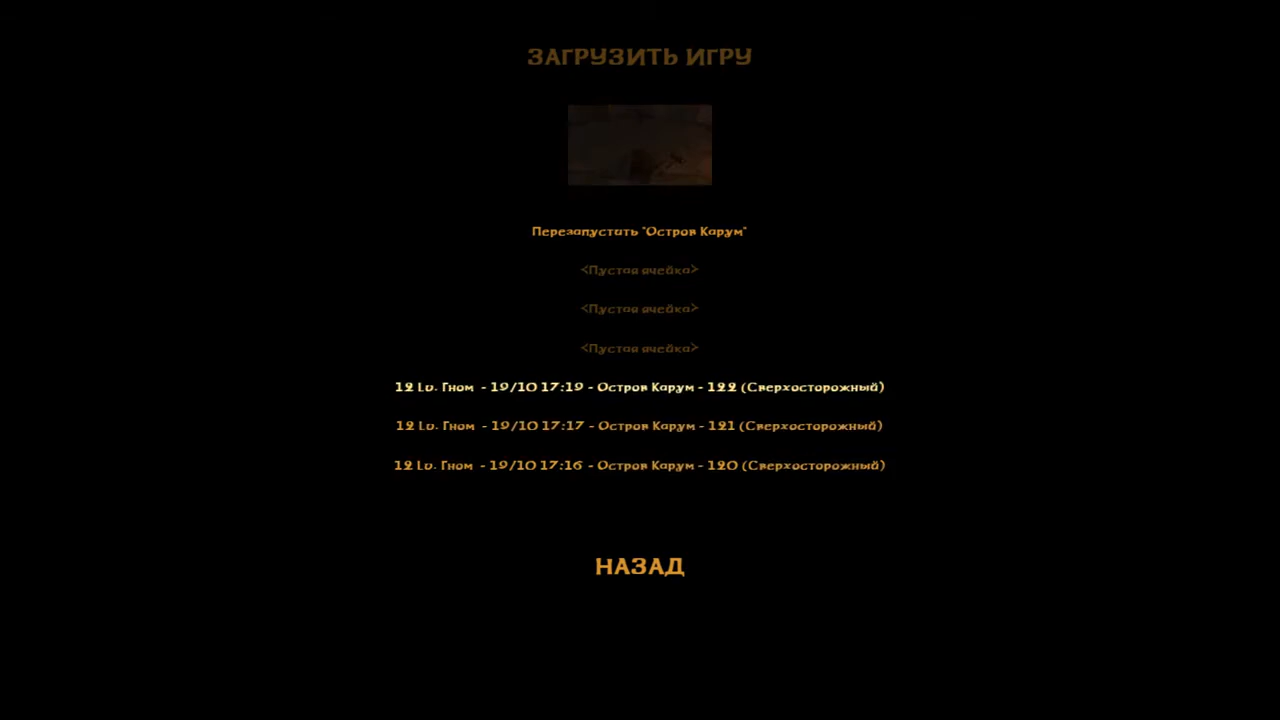 ЗАГРУЗИТЬ ИГРУ
Перезапустить "Остров Карум"
<Пустая ячейка>
<Пустая ячейка>
<Пустая ячейка>
12 Lv. Гном - 19/10 17:19 - Остров Карум - 122 (Сверхосторожный)
12 Lv. Гном - 19/10 17:17 - Остров Карум - 121 (Сверхосторожный)
12 Lv. Гном - 19/10 17:16 - Остров Карум - 120 (Сверхосторожный)
НАЗАД